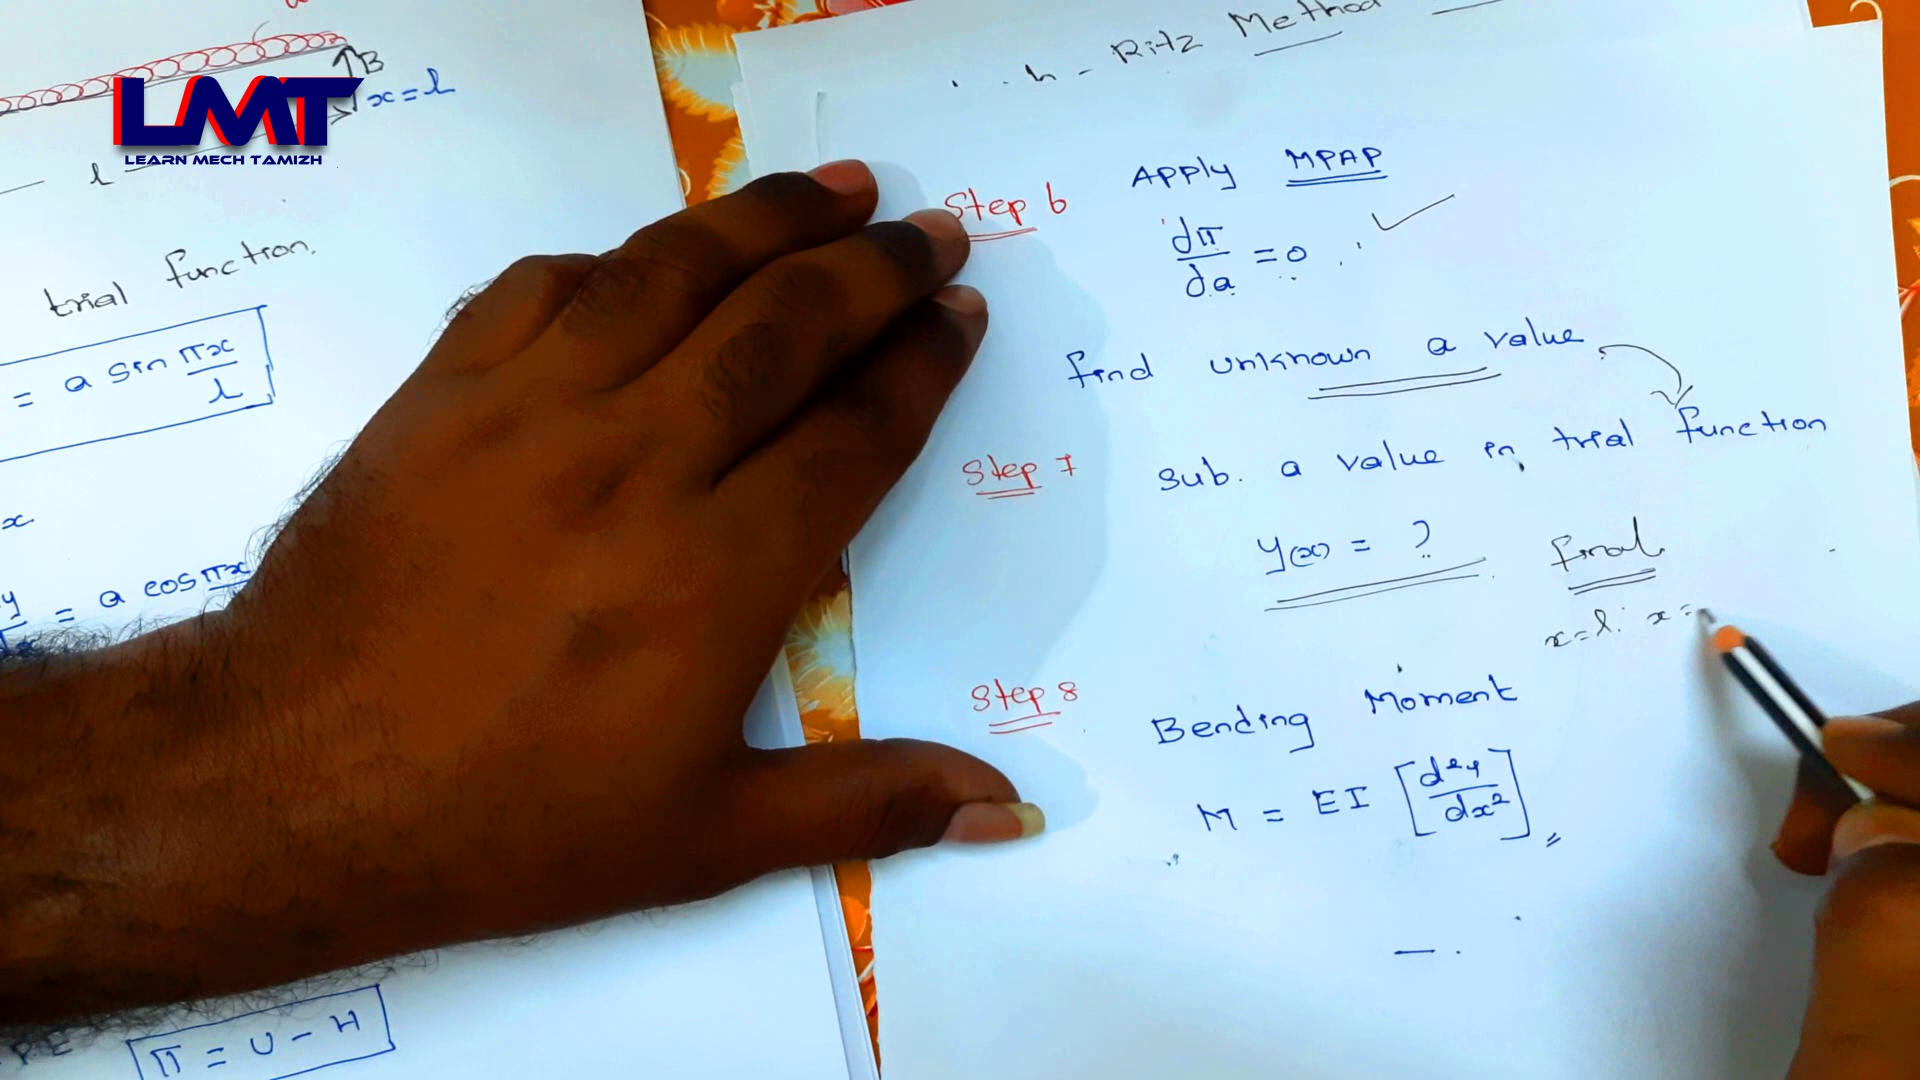 B
x=l
LMT
LEARN MECH TAMIZH
l
trial function.
= a sin πx/l
x
= a cos πx
π = U - H
Ritz Method
Step 6 Apply MPAP
dπ/da = 0
find unknown a value
Step 7 sub. a value in trial function
y(x) = ? final
x=l. x=
Step 8 Bending Moment
M = EI [d²y/dx²]